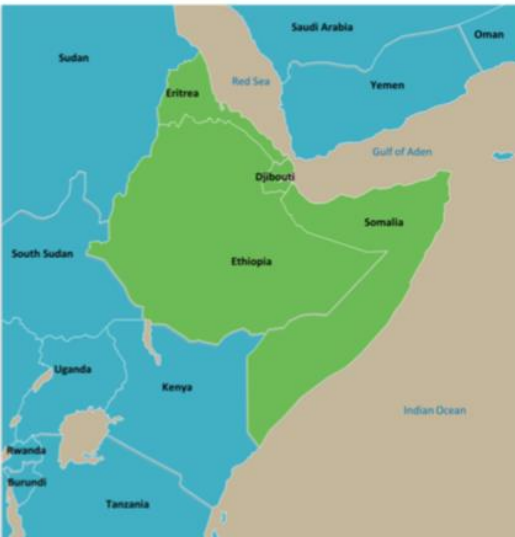 Saudi Arabia
Oman
Sudan
Red Sea
Yemen
Eritrea
Gulf of Aden
Djibouti
Somalia
South Sudan
Ethiopia
Uganda
Kenya
Indian Ocean
Rwanda
Burundi
Tanzania